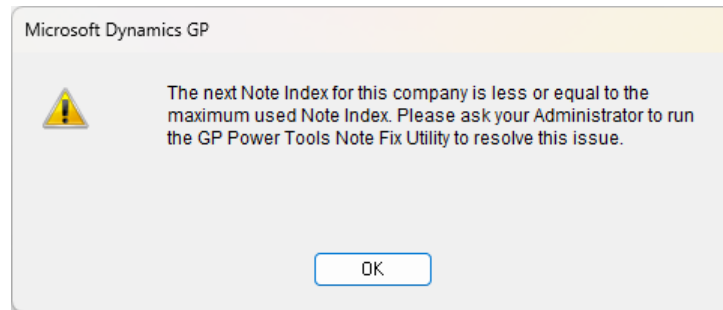 Microsoft Dynamics GP
The next Note Index for this company is less or equal to the
maximum used Note Index. Please ask your Administrator to run
the GP Power Tools Note Fix Utility to resolve this issue.
OK